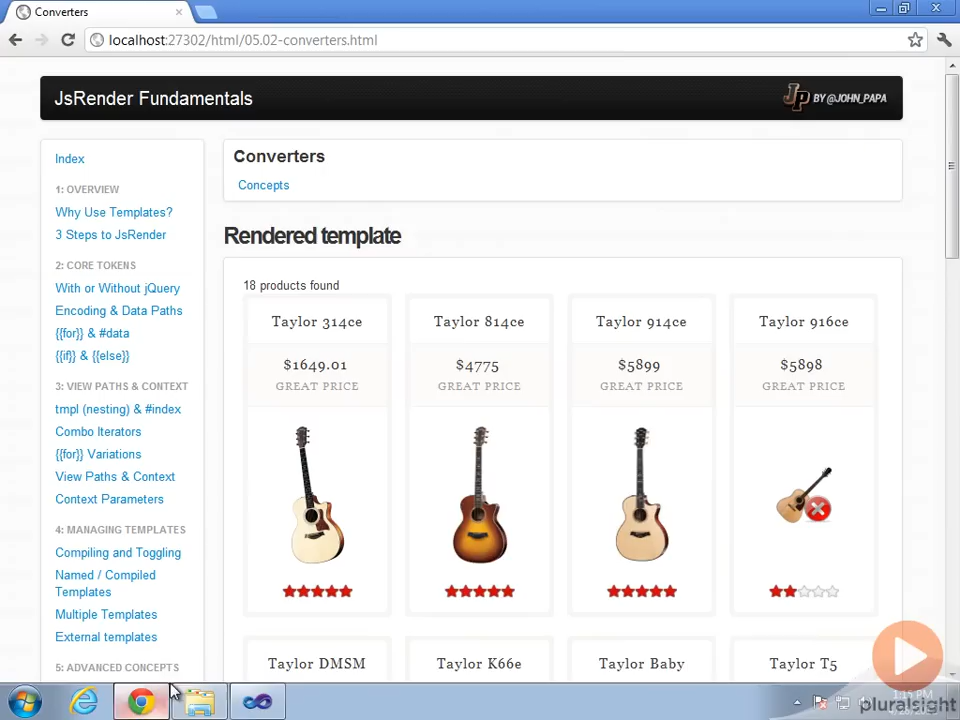 Converters
localhost:27302/html/05.02-converters.html
JsRender Fundamentals
JP BY @JOHN_PAPA
Index
1: OVERVIEW
Why Use Templates?
3 Steps to JsRender
2: CORE TOKENS
With or Without jQuery
Encoding & Data Paths
{{for}} & #data
{{if}} & {{else}}
3: VIEW PATHS & CONTEXT
tmpl (nesting) & #index
Combo Iterators
{{for}} Variations
View Paths & Context
Context Parameters
4: MANAGING TEMPLATES
Compiling and Toggling
Named / Compiled
Templates
Multiple Templates
External templates
5: ADVANCED CONCEPTS
Converters
Concepts
Rendered template
18 products found
Taylor 314ce
$1649.01
GREAT PRICE
Taylor 814ce
$4775
GREAT PRICE
Taylor 914ce
$5899
GREAT PRICE
Taylor 916ce
$5898
GREAT PRICE
Taylor DMSM
Taylor K66e
Taylor Baby
Taylor T5
1:15 PM
pluralsight